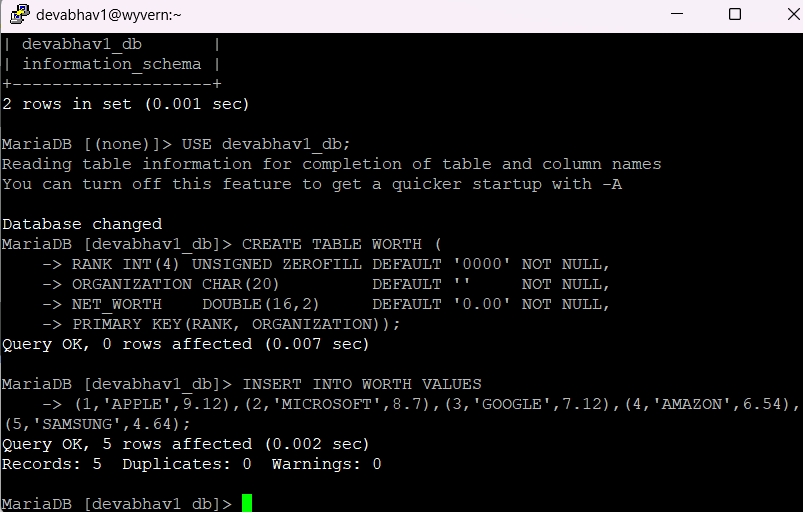 devabhav1@wyvern:~
| devabhav1_db       |
| information_schema |
+--------------------+
2 rows in set (0.001 sec)
MariaDB [(none)]> USE devabhav1_db;
Reading table information for completion of table and column names
You can turn off this feature to get a quicker startup with -A
Database changed
MariaDB [devabhav1_db]> CREATE TABLE WORTH (
    -> RANK INT(4) UNSIGNED ZEROFILL DEFAULT '0000' NOT NULL,
    -> ORGANIZATION CHAR(20)         DEFAULT ''     NOT NULL,
    -> NET_WORTH    DOUBLE(16,2)     DEFAULT '0.00' NOT NULL,
    -> PRIMARY KEY(RANK, ORGANIZATION));
Query OK, 0 rows affected (0.007 sec)
MariaDB [devabhav1_db]> INSERT INTO WORTH VALUES
    -> (1,'APPLE',9.12),(2,'MICROSOFT',8.7),(3,'GOOGLE',7.12),(4,'AMAZON',6.54),
(5,'SAMSUNG',4.64);
Query OK, 5 rows affected (0.002 sec)
Records: 5  Duplicates: 0  Warnings: 0
MariaDB [devabhav1_db]>